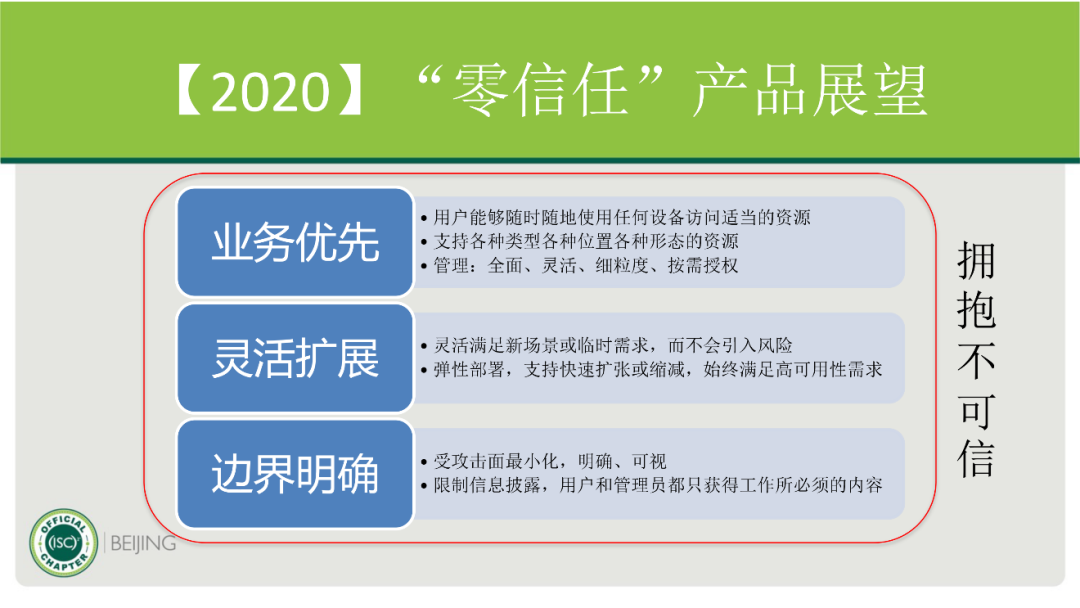 【2020】“零信任”产品展望
业务优先
• 用户能够随时随地使用任何设备访问适当的资源
• 支持各种类型各种位置各种形态的资源
• 管理：全面、灵活、细粒度、按需授权
灵活扩展
• 灵活满足新场景或临时需求，而不会引入风险
• 弹性部署，支持快速扩张或缩减，始终满足高可用性需求
边界明确
• 受攻击面最小化，明确、可视
• 限制信息披露，用户和管理员都只获得工作所必须的内容
拥抱不可信
OFFICIAL
(ISC)²
CHAPTER
BEIJING